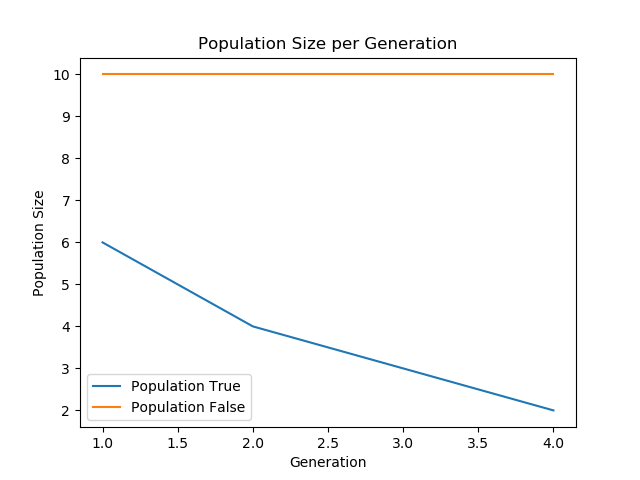 Population Size per Generation
Population Size
10
9
8
7
6
5
4
3
2
Population True
Population False
1.0 1.5 2.0 2.5 3.0 3.5 4.0
Generation